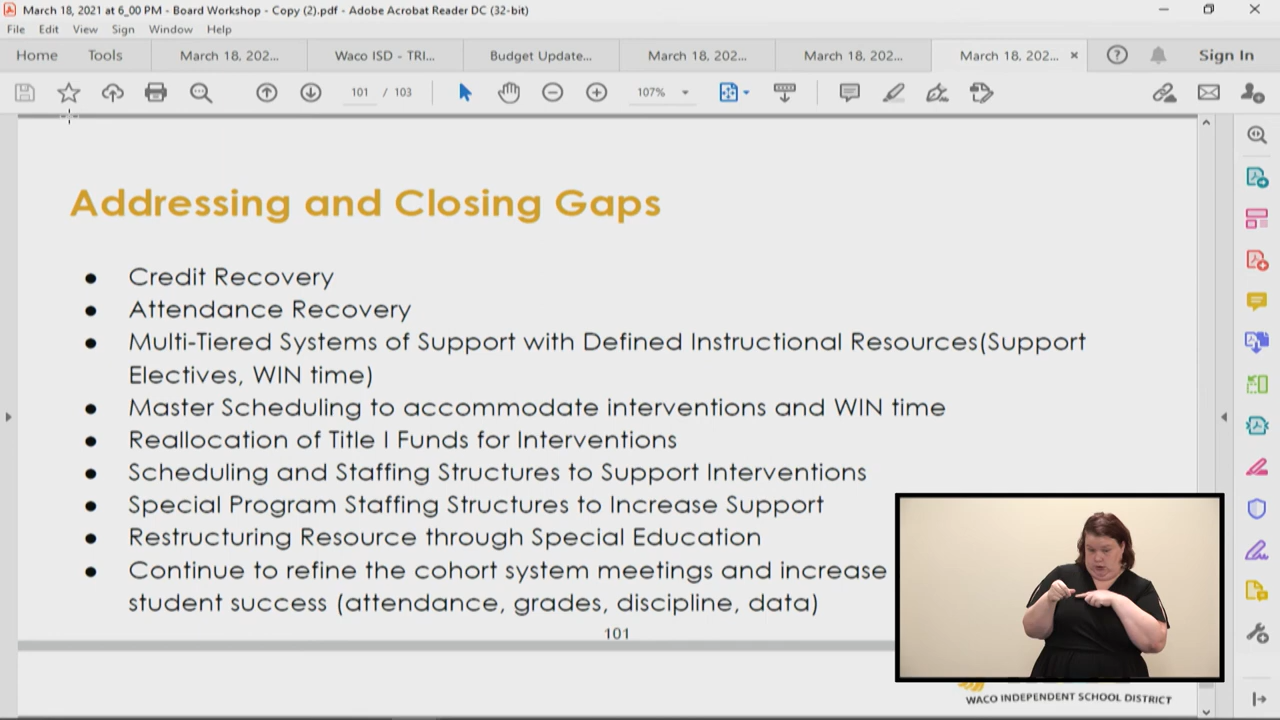 March 18, 2021 at 6_00 PM - Board Workshop - Copy (2).pdf - Adobe Acrobat Reader DC (32-bit)
File Edit View Sign Window Help
Home Tools March 18, 202... Waco ISD - TRI... Budget Update... March 18, 202... March 18, 202... March 18, 202... × Sign In
101 / 103 107%
Addressing and Closing Gaps
● Credit Recovery
● Attendance Recovery
● Multi-Tiered Systems of Support with Defined Instructional Resources(Support
Electives, WIN time)
● Master Scheduling to accommodate interventions and WIN time
● Reallocation of Title I Funds for Interventions
● Scheduling and Staffing Structures to Support Interventions
● Special Program Staffing Structures to Increase Support
● Restructuring Resource through Special Education
● Continue to refine the cohort system meetings and increase
student success (attendance, grades, discipline, data)
101
WACO INDEPENDENT SCHOOL DISTRICT